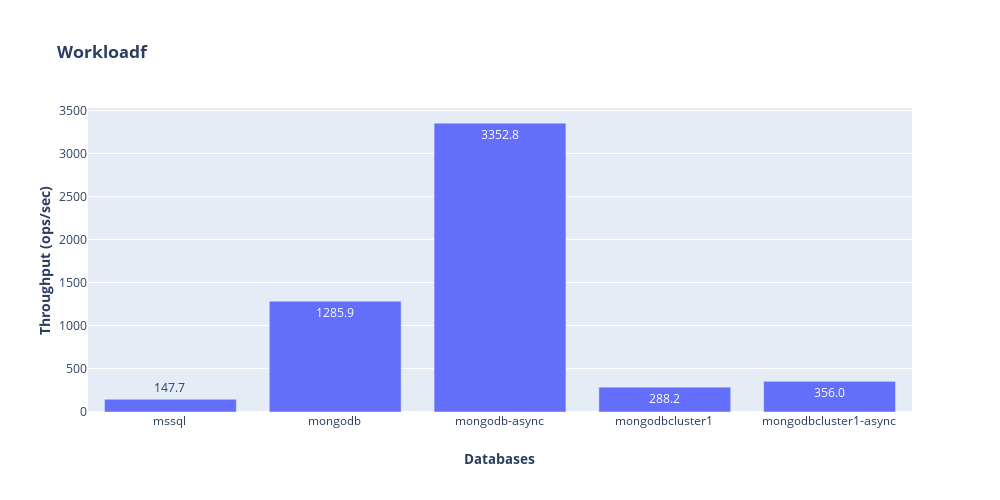 Workloadf
3500
3000
2500
2000
1500
1000
500
0
Throughput (ops/sec)
147.7
1285.9
3352.8
288.2
356.0
mssql
mongodb
mongodb-async
mongodbcluster1
mongodbcluster1-async
Databases